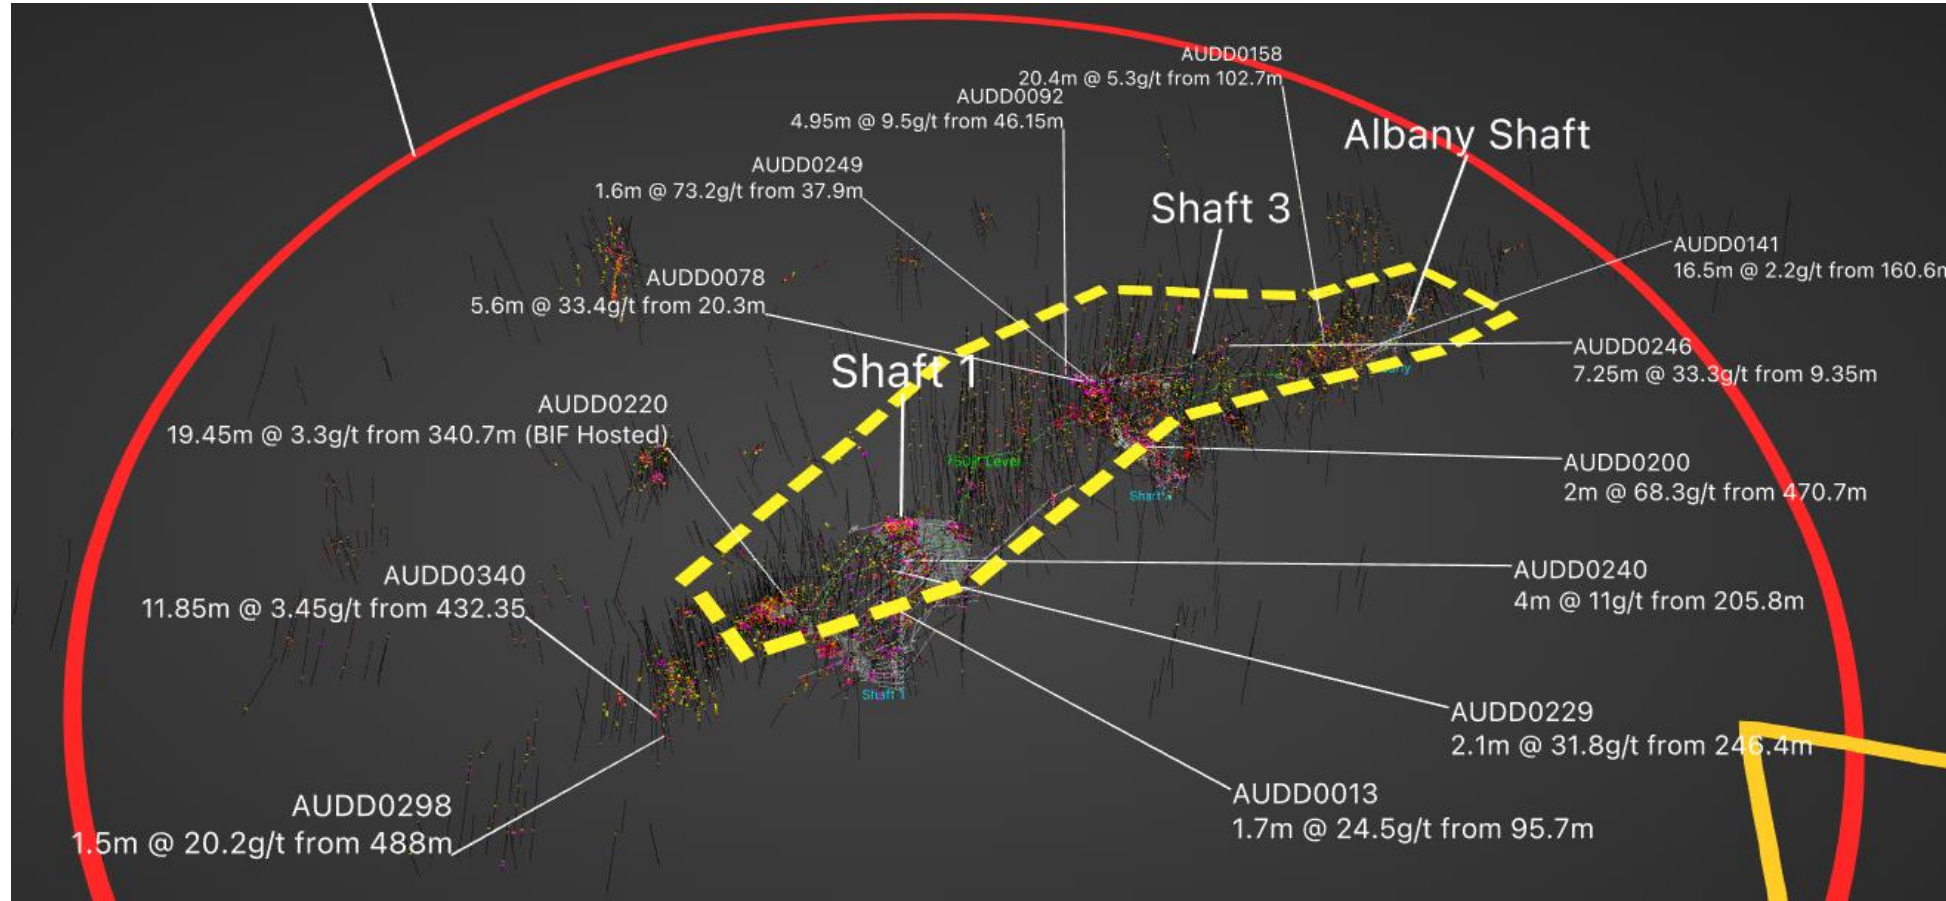 AUDD0158
20.4m @ 5.3g/t from 102.7m
AUDD0092
4.95m @ 9.5g/t from 46.15m
Albany Shaft
AUDD0249
1.6m @ 73.2g/t from 37.9m
Shaft 3
AUDD0141
16.5m @ 2.2g/t from 160.6m
AUDD0078
5.6m @ 33.4g/t from 20.3m
AUDD0246
7.25m @ 33.3g/t from 9.35m
Shaft 1
AUDD0220
19.45m @ 3.3g/t from 340.7m (BIF Hosted)
Level
AUDD0200
2m @ 68.3g/t from 470.7m
AUDD0340
11.85m @ 3.45g/t from 432.35
AUDD0240
4m @ 11g/t from 205.8m
Shaft 1
AUDD0229
2.1m @ 31.8g/t from 246.4m
AUDD0298
1.5m @ 20.2g/t from 488m
AUDD0013
1.7m @ 24.5g/t from 95.7m